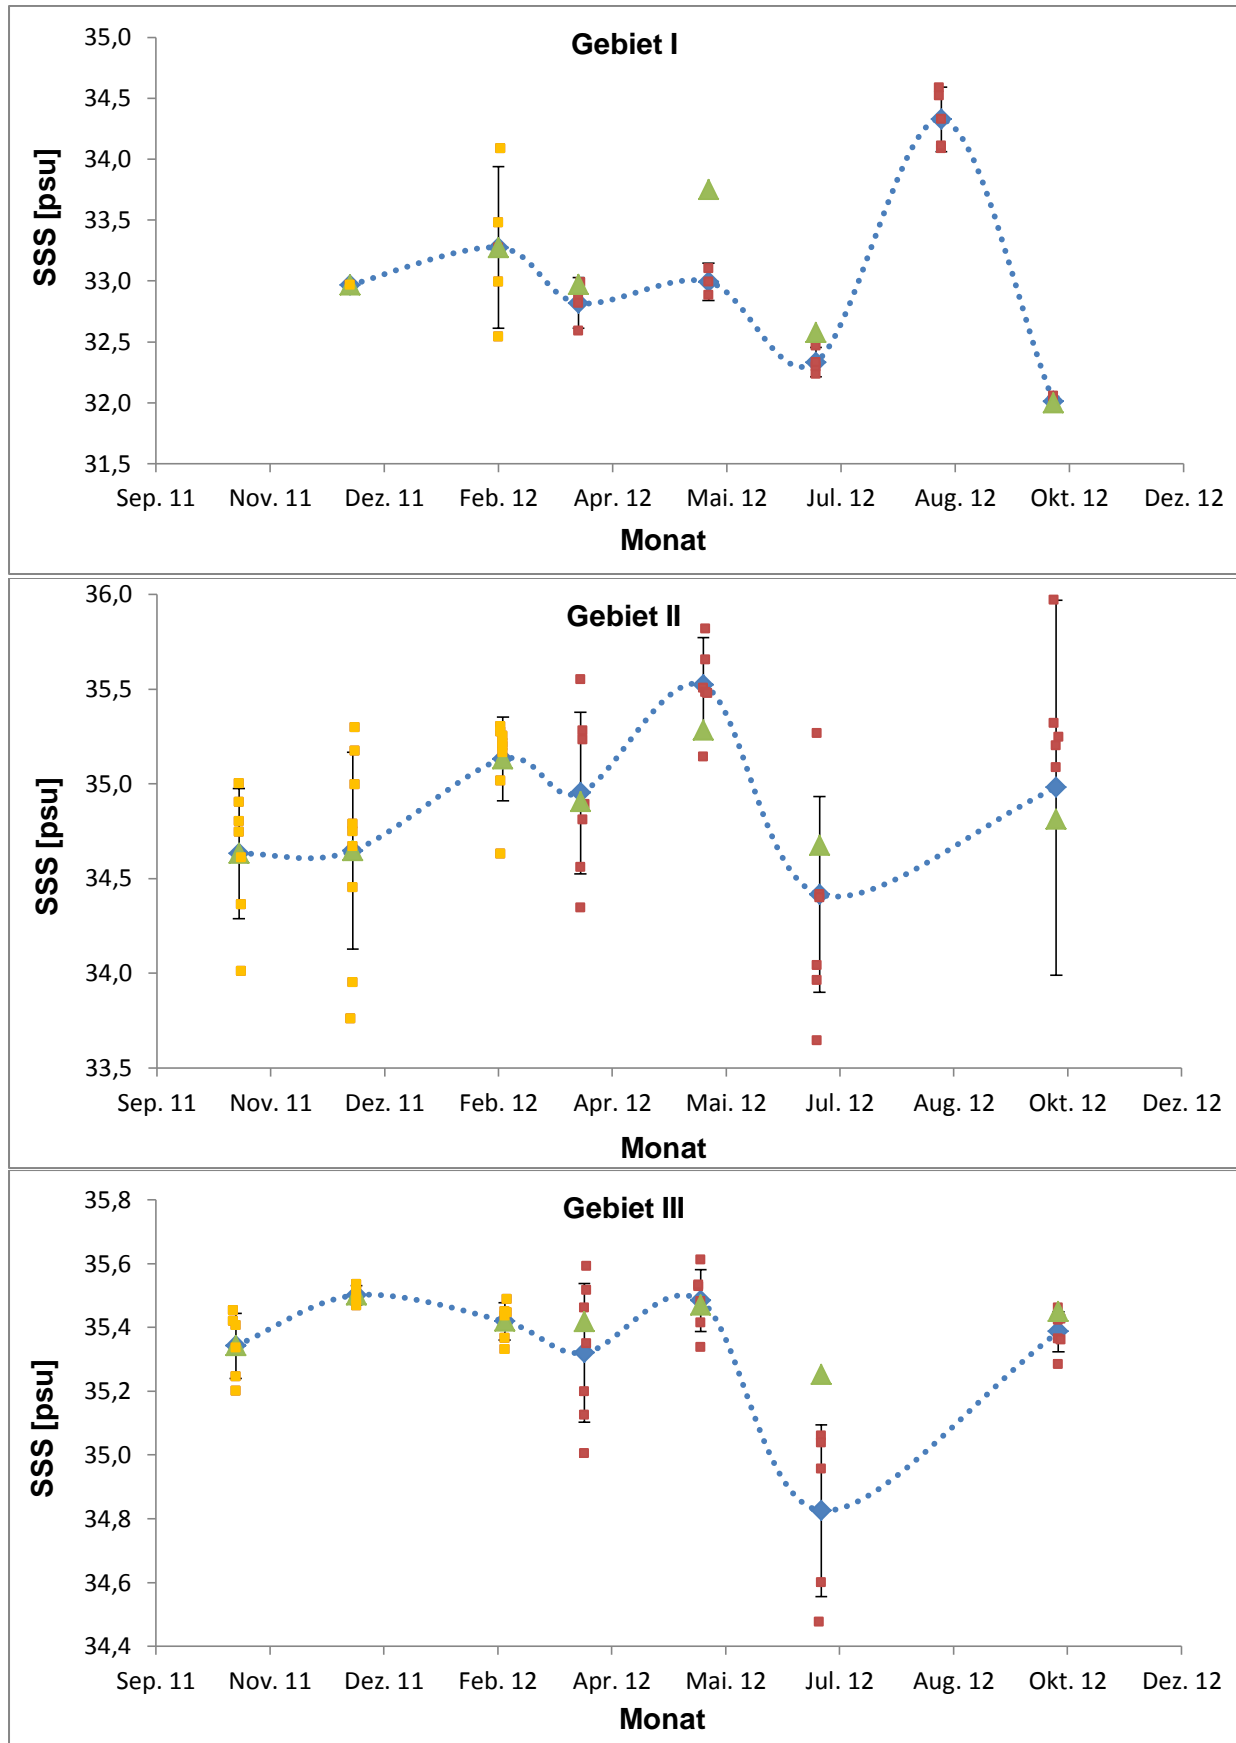 Gebiet I
SSS [psu]
35,0
34,5
34,0
33,5
33,0
32,5
32,0
31,5
Sep. 11 Nov. 11 Dez. 11 Feb. 12 Apr. 12 Mai. 12 Jul. 12 Aug. 12 Okt. 12 Dez. 12
Monat
Gebiet II
SSS [psu]
36,0
35,5
35,0
34,5
34,0
33,5
Sep. 11 Nov. 11 Dez. 11 Feb. 12 Apr. 12 Mai. 12 Jul. 12 Aug. 12 Okt. 12 Dez. 12
Monat
Gebiet III
SSS [psu]
35,8
35,6
35,4
35,2
35,0
34,8
34,6
34,4
Sep. 11 Nov. 11 Dez. 11 Feb. 12 Apr. 12 Mai. 12 Jul. 12 Aug. 12 Okt. 12 Dez. 12
Monat